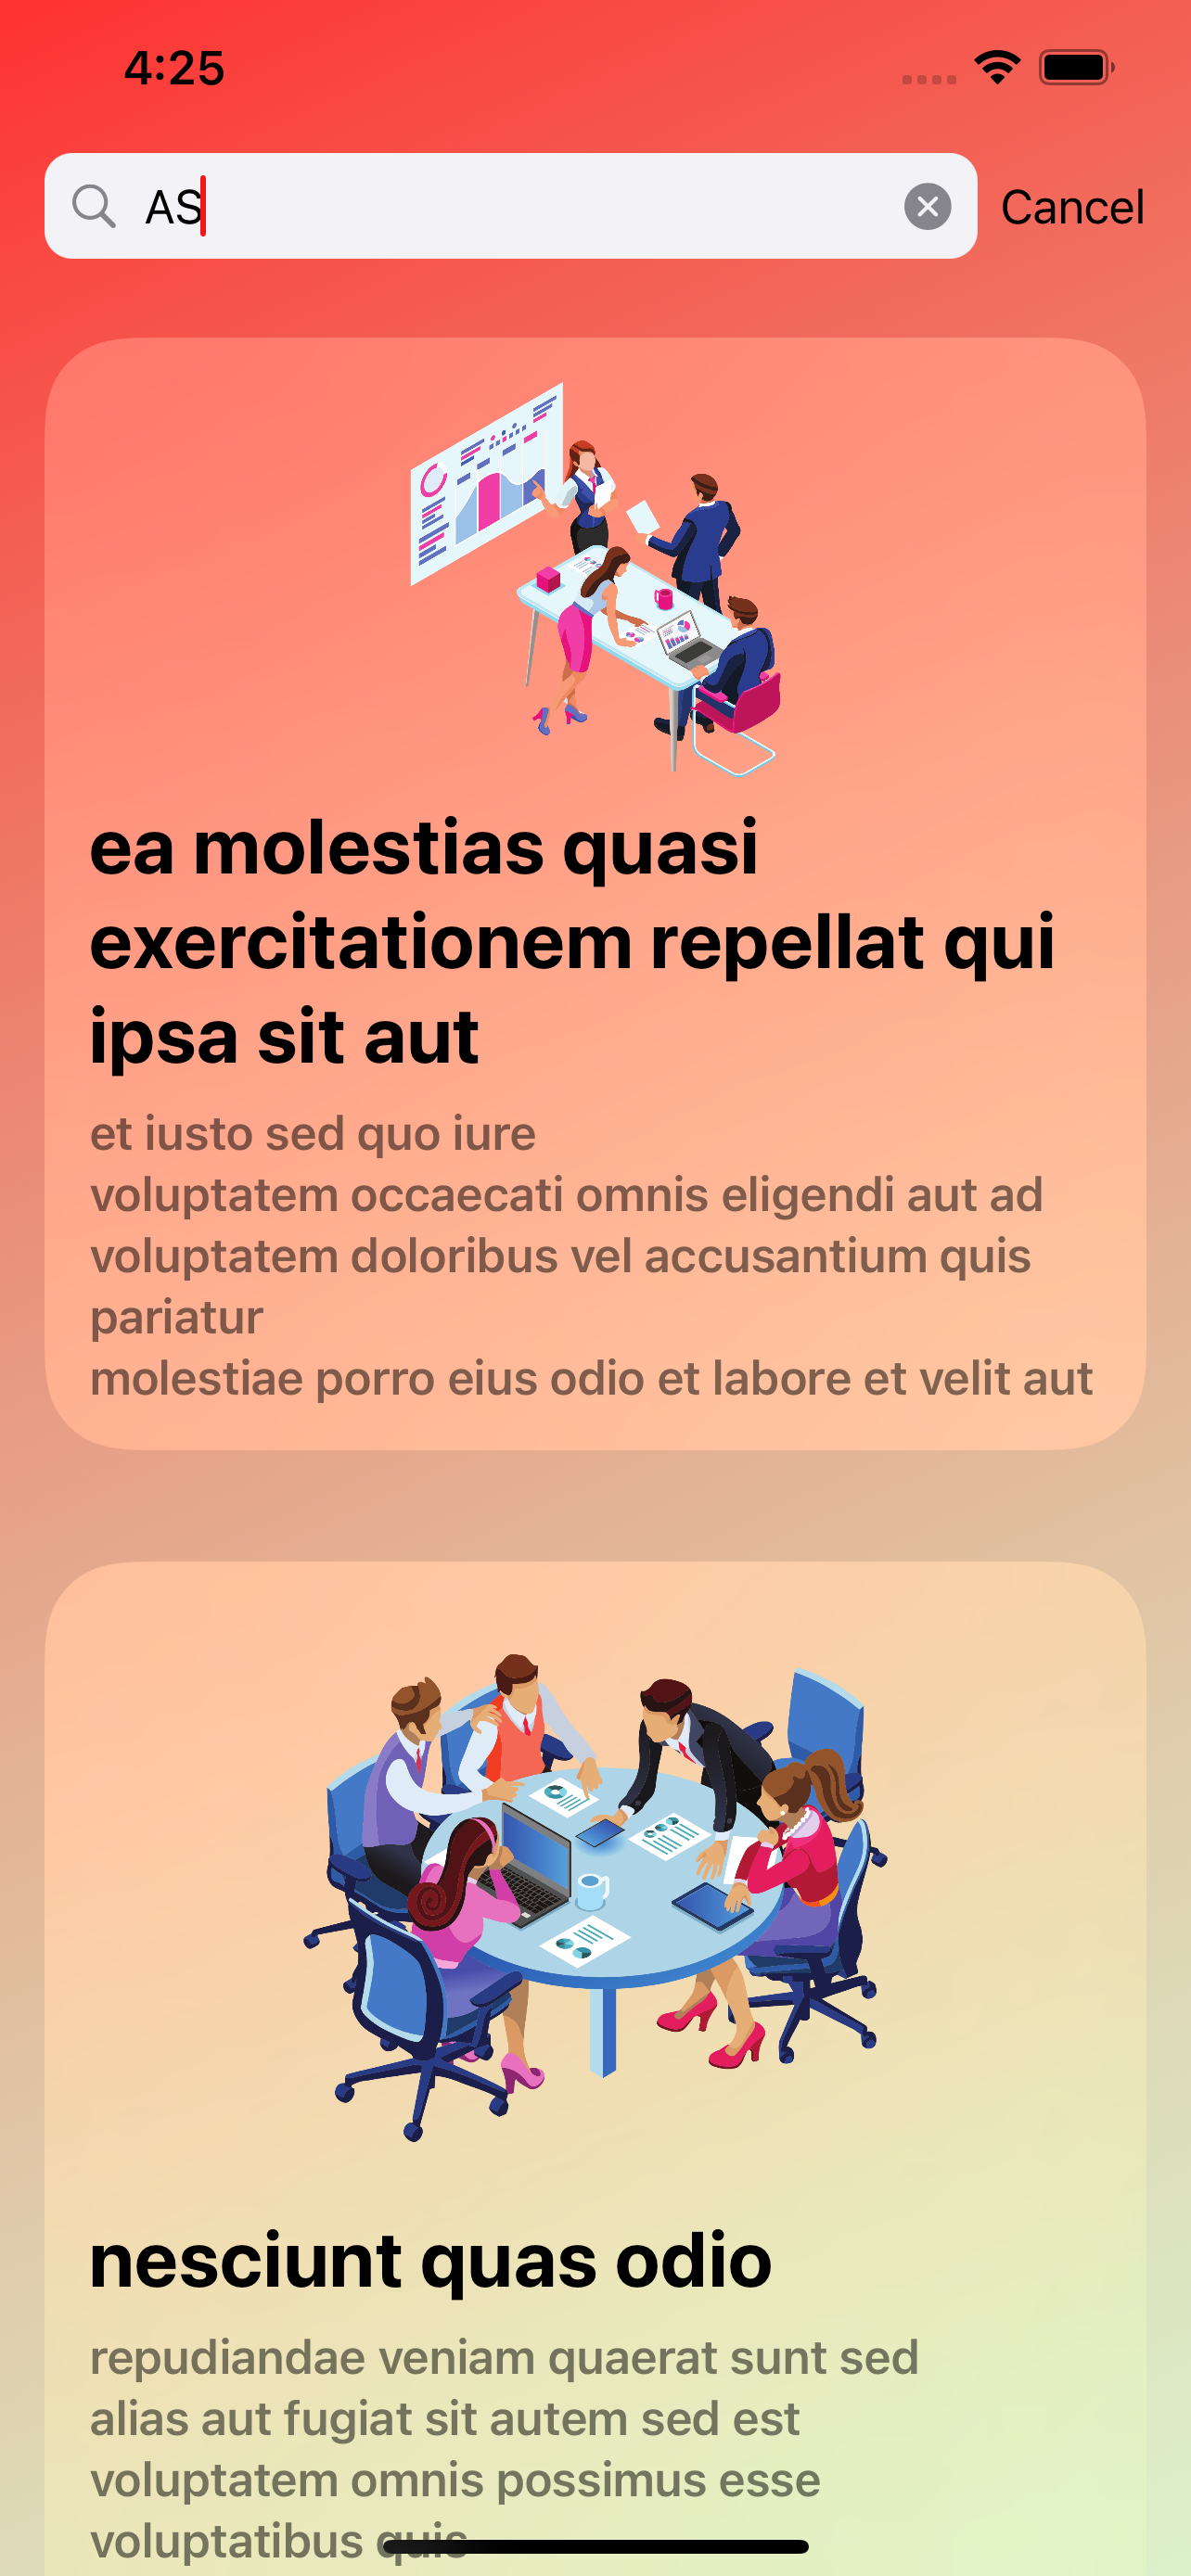 4:25
AS
Cancel
ea molestias quasi
exercitationem repellat qui
ipsa sit aut
et iusto sed quo iure
voluptatem occaecati omnis eligendi aut ad
voluptatem doloribus vel accusantium quis
pariatur
molestiae porro eius odio et labore et velit aut
nesciunt quas odio
repudiandae veniam quaerat sunt sed
alias aut fugiat sit autem sed est
voluptatem omnis possimus esse
voluptatibus quis